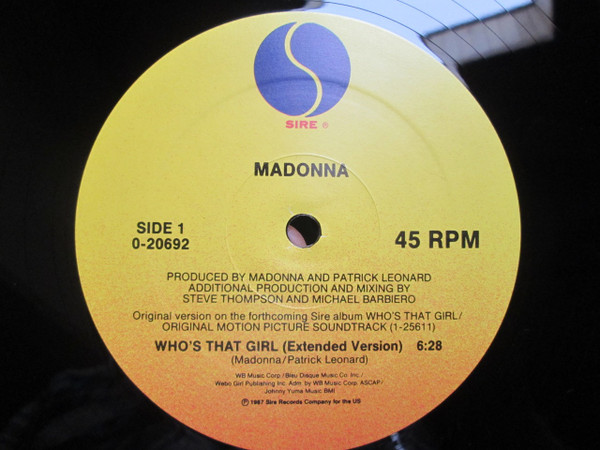 SIRE ®
MADONNA
SIDE 1
0-20692
45 RPM
PRODUCED BY MADONNA AND PATRICK LEONARD
ADDITIONAL PRODUCTION AND MIXING BY
STEVE THOMPSON AND MICHAEL BARBIERO
Original version on the forthcoming Sire album WHO'S THAT GIRL/
ORIGINAL MOTION PICTURE SOUNDTRACK (1-25611)
WHO'S THAT GIRL (Extended Version) 6:28
(Madonna/Patrick Leonard)
WB Music Corp./Bleu Disque Music Co. Inc./
Webo Girl Publishing Inc. Adm. by WB Music Corp. ASCAP/
Johnny Yuma Music BMI
℗ 1987 Sire Records Company for the US